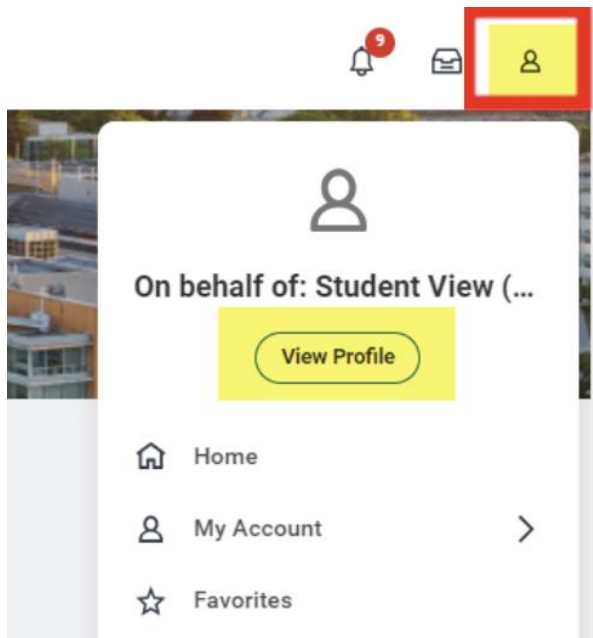 9
On behalf of: Student View (...
View Profile
Home
My Account
Favorites